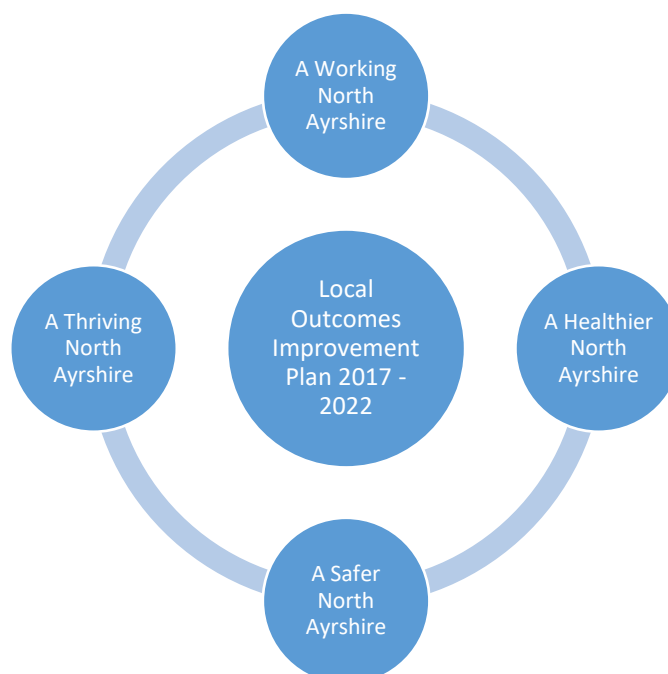 A Working
North
Ayrshire
A Thriving
North
Ayrshire
Local
Outcomes
Improvement
Plan 2017 -
2022
A Healthier
North
Ayrshire
A Safer
North
Ayrshire